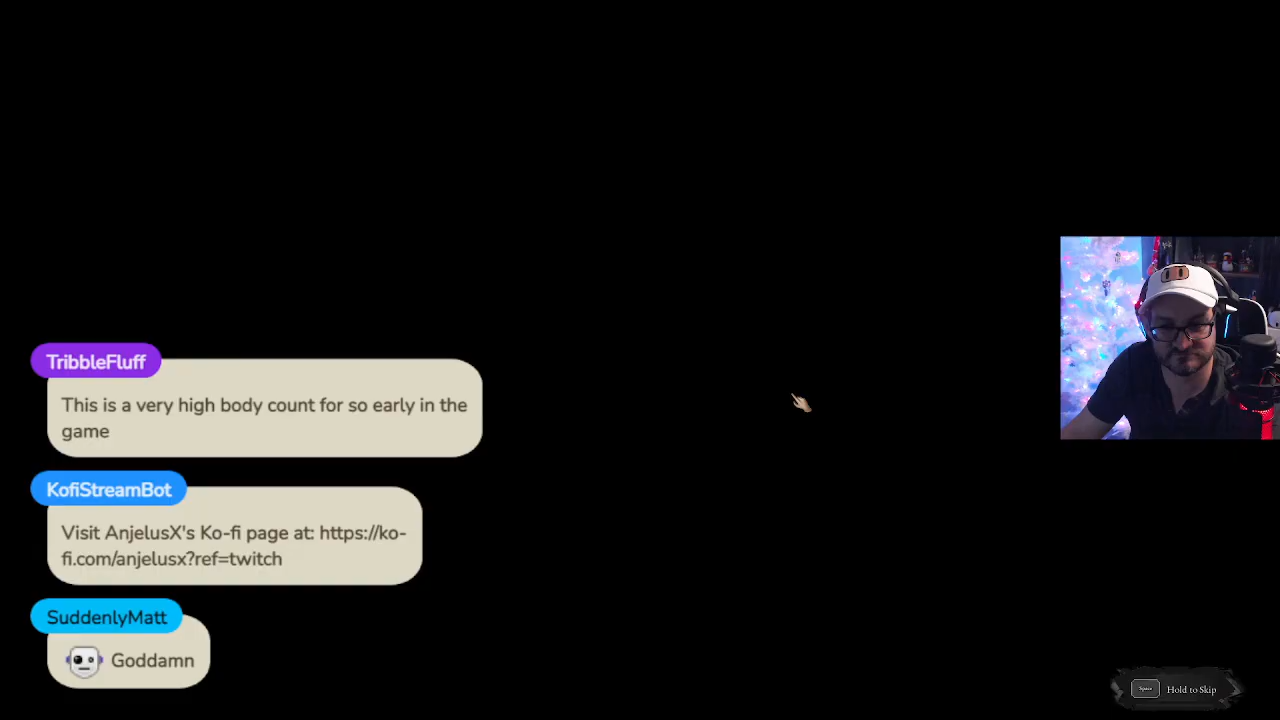 TribbleFluff
This is a very high body count for so early in the
game
KofiStreamBot
Visit AnjelusX's Ko-fi page at: https://ko-
fi.com/anjelusx?ref=twitch
SuddenlyMatt
Goddamn
Space Hold to Skip